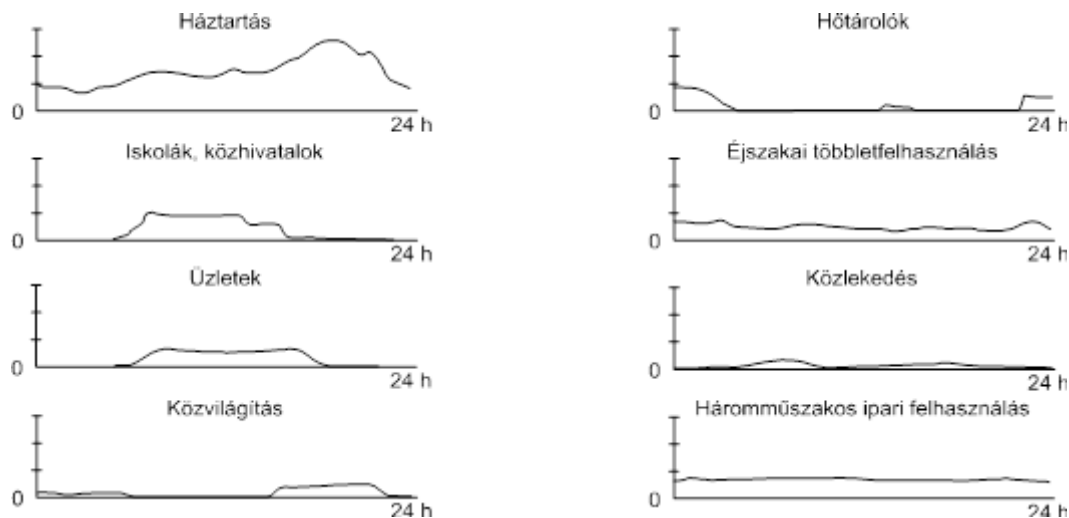 Háztartás
0
24 h
Iskolák, közhivatalok
0
24 h
Üzletek
0
24 h
Közvilágítás
0
24 h
Hőtárolók
0
24 h
Éjszakai többletfelhasználás
0
24 h
Közlekedés
0
24 h
Háromműszakos ipari felhasználás
0
24 h